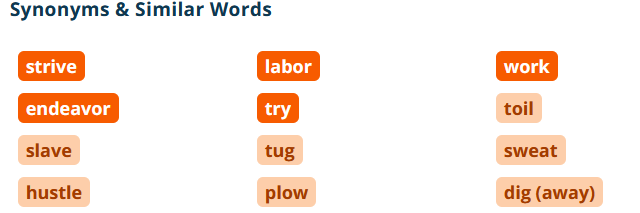 Synonyms & Similar Words
strive labor work
endeavor try toil
slave tug sweat
hustle plow dig (away)